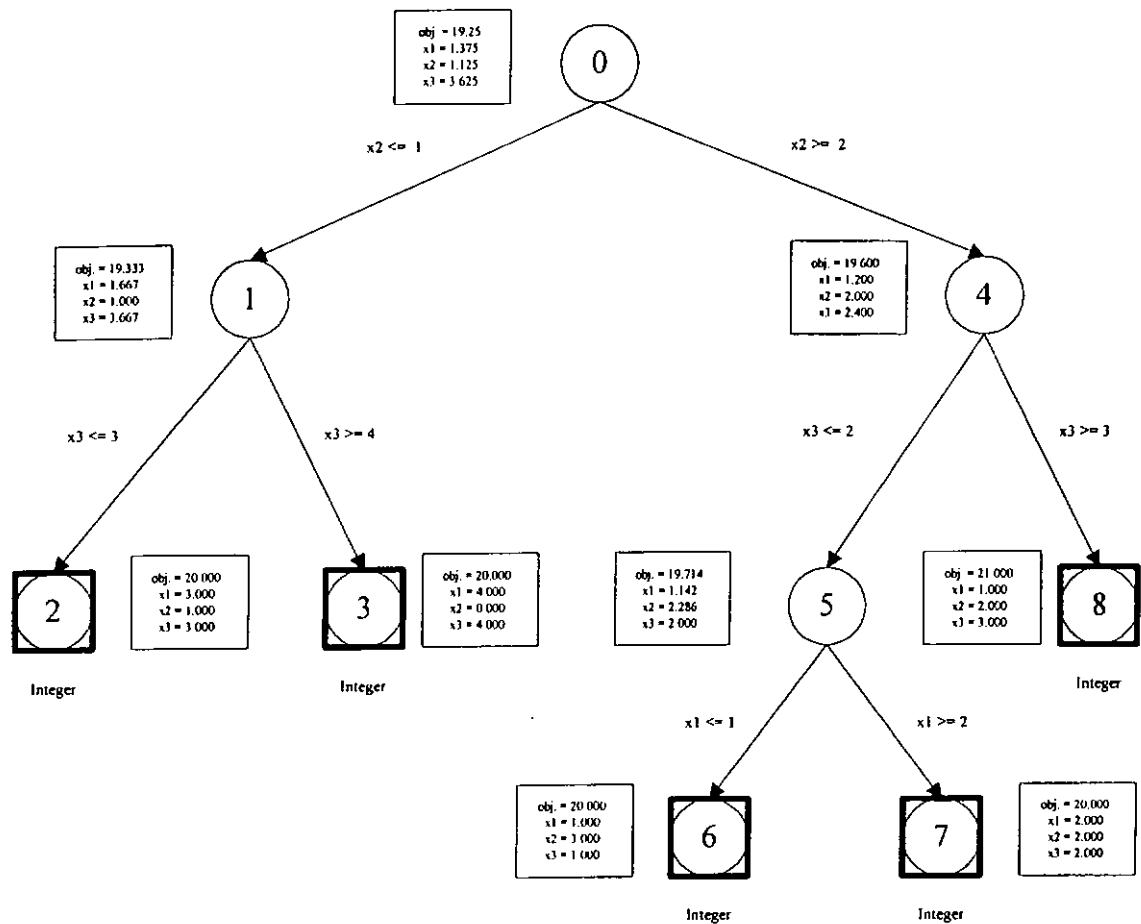 obj. = 19.25
x1 = 1.375
x2 = 1.125
x3 = 3 625
0
x2 <= 1
x2 >= 2
obj. = 19.333
x1 = 1.667
x2 = 1.000
x3 = 3.667
1
obj. = 19 600
x1 = 1.200
x2 = 2.000
x3 = 2.400
4
x3 <= 3
x3 >= 4
x3 <= 2
x3 >= 3
2
obj. = 20 000
x1 = 3.000
x2 = 1.000
x3 = 3 000
3
obj. = 20.000
x1 = 4 000
x2 = 0 000
x3 = 4 000
obj. = 19.714
x1 = 1.142
x2 = 2.286
x3 = 2 000
5
obj = 21 000
x1 = 1.000
x2 = 2.000
x3 = 3.000
8
Integer
Integer
Integer
x1 <= 1
x1 >= 2
obj. = 20 000
x1 = 1.000
x2 = 3 000
x3 = 1 000
6
7
obj. = 20,000
x1 = 2.000
x2 = 2.000
x3 = 2.000
Integer
Integer